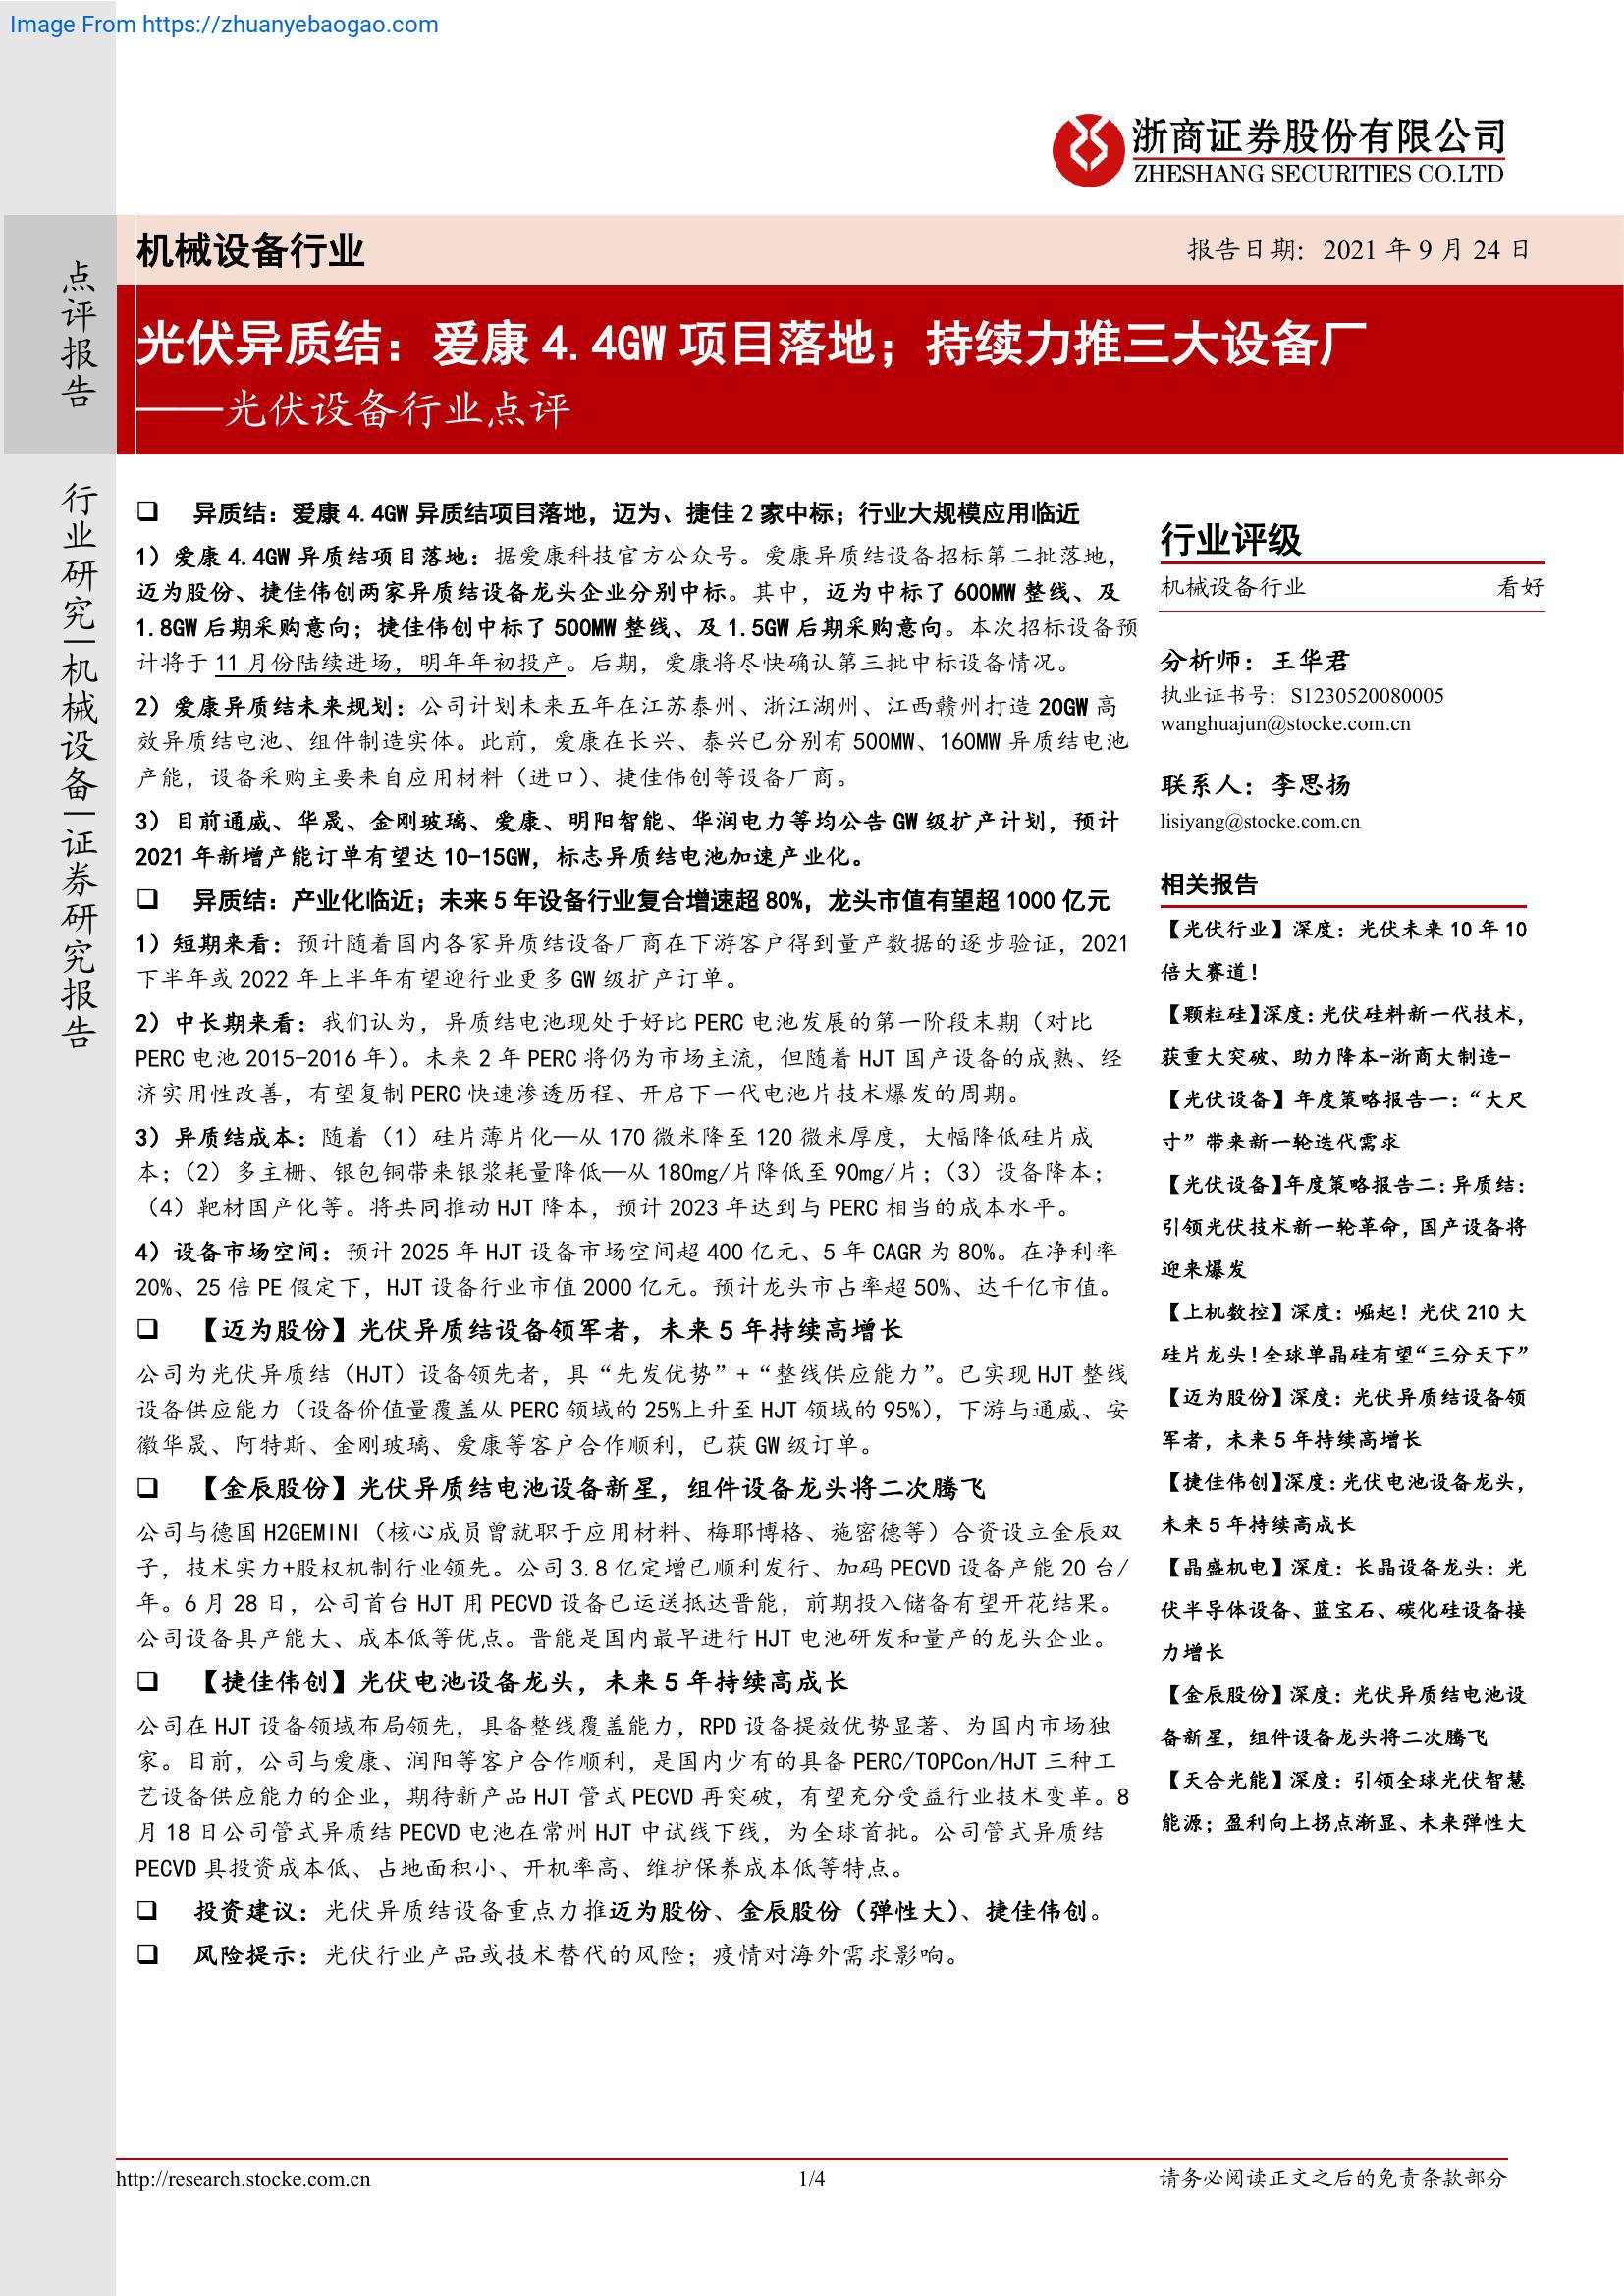 Image From https://zhuanyebaogao.com
浙商证券股份有限公司
ZHESHANG SECURITIES CO.LTD
点评报告
机械设备行业
报告日期：2021 年 9 月 24 日
光伏异质结：爱康 4.4GW 项目落地；持续力推三大设备厂
——光伏设备行业点评
行业研究|机械设备|证券研究报告
❑ 异质结：爱康 4.4GW 异质结项目落地，迈为、捷佳 2 家中标；行业大规模应用临近
1）爱康 4.4GW 异质结项目落地：据爱康科技官方公众号。爱康异质结设备招标第二批落地，
迈为股份、捷佳伟创两家异质结设备龙头企业分别中标。其中，迈为中标了 600MW 整线、及
1.8GW 后期采购意向；捷佳伟创中标了 500MW 整线、及 1.5GW 后期采购意向。本次招标设备预
计将于 11 月份陆续进场，明年年初投产。后期，爱康将尽快确认第三批中标设备情况。
2）爱康异质结未来规划：公司计划未来五年在江苏泰州、浙江湖州、江西赣州打造 20GW 高
效异质结电池、组件制造实体。此前，爱康在长兴、泰兴已分别有 500MW、160MW 异质结电池
产能，设备采购主要来自应用材料（进口）、捷佳伟创等设备厂商。
3）目前通威、华晟、金刚玻璃、爱康、明阳智能、华润电力等均公告 GW 级扩产计划，预计
2021 年新增产能订单有望达 10-15GW，标志异质结电池加速产业化。
❑ 异质结：产业化临近；未来 5 年设备行业复合增速超 80%，龙头市值有望超 1000 亿元
1）短期来看：预计随着国内各家异质结设备厂商在下游客户得到量产数据的逐步验证，2021
下半年或 2022 年上半年有望迎行业更多 GW 级扩产订单。
2）中长期来看：我们认为，异质结电池现处于好比 PERC 电池发展的第一阶段末期（对比
PERC 电池 2015-2016 年）。未来 2 年 PERC 将仍为市场主流，但随着 HJT 国产设备的成熟、经
济实用性改善，有望复制 PERC 快速渗透历程、开启下一代电池片技术爆发的周期。
3）异质结成本：随着（1）硅片薄片化—从 170 微米降至 120 微米厚度，大幅降低硅片成
本；（2）多主栅、银包铜带来银浆耗量降低—从 180mg/片降低至 90mg/片；（3）设备降本；
（4）靶材国产化等。将共同推动 HJT 降本，预计 2023 年达到与 PERC 相当的成本水平。
4）设备市场空间：预计 2025 年 HJT 设备市场空间超 400 亿元、5 年 CAGR 为 80%。在净利率
20%、25 倍 PE 假定下，HJT 设备行业市值 2000 亿元。预计龙头市占率超 50%、达千亿市值。
❑ 【迈为股份】光伏异质结设备领军者，未来 5 年持续高增长
公司为光伏异质结（HJT）设备领先者，具“先发优势”+“整线供应能力”。已实现 HJT 整线
设备供应能力（设备价值量覆盖从 PERC 领域的 25%上升至 HJT 领域的 95%），下游与通威、安
徽华晟、阿特斯、金刚玻璃、爱康等客户合作顺利，已获 GW 级订单。
❑ 【金辰股份】光伏异质结电池设备新星，组件设备龙头将二次腾飞
公司与德国 H2GEMINI（核心成员曾就职于应用材料、梅耶博格、施密德等）合资设立金辰双
子，技术实力+股权机制行业领先。公司 3.8 亿定增已顺利发行、加码 PECVD 设备产能 20 台/
年。6 月 28 日，公司首台 HJT 用 PECVD 设备已运送抵达晋能，前期投入储备有望开花结果。
公司设备具产能大、成本低等优点。晋能是国内最早进行 HJT 电池研发和量产的龙头企业。
❑ 【捷佳伟创】光伏电池设备龙头，未来 5 年持续高成长
公司在 HJT 设备领域布局领先，具备整线覆盖能力，RPD 设备提效优势显著、为国内市场独
家。目前，公司与爱康、润阳等客户合作顺利，是国内少有的具备 PERC/TOPCon/HJT 三种工
艺设备供应能力的企业，期待新产品 HJT 管式 PECVD 再突破，有望充分受益行业技术变革。8
月 18 日公司管式异质结 PECVD 电池在常州 HJT 中试线下线，为全球首批。公司管式异质结
PECVD 具投资成本低、占地面积小、开机率高、维护保养成本低等特点。
❑ 投资建议：光伏异质结设备重点力推迈为股份、金辰股份（弹性大）、捷佳伟创。
❑ 风险提示：光伏行业产品或技术替代的风险；疫情对海外需求影响。
行业评级
机械设备行业 看好
分析师：王华君
执业证书号：S1230520080005
wanghuajun@stocke.com.cn
联系人：李思扬
lisiyang@stocke.com.cn
相关报告
【光伏行业】深度：光伏未来 10 年 10
倍大赛道！
【颗粒硅】深度：光伏硅料新一代技术，
获重大突破、助力降本-浙商大制造-
【光伏设备】年度策略报告一：“大尺
寸”带来新一轮迭代需求
【光伏设备】年度策略报告二：异质结：
引领光伏技术新一轮革命，国产设备将
迎来爆发
【上机数控】深度：崛起！光伏 210 大
硅片龙头！全球单晶硅有望“三分天下”
【迈为股份】深度：光伏异质结设备领
军者，未来 5 年持续高增长
【捷佳伟创】深度：光伏电池设备龙头，
未来 5 年持续高成长
【晶盛机电】深度：长晶设备龙头：光
伏半导体设备、蓝宝石、碳化硅设备接
力增长
【金辰股份】深度：光伏异质结电池设
备新星，组件设备龙头将二次腾飞
【天合光能】深度：引领全球光伏智慧
能源；盈利向上拐点渐显、未来弹性大
http://research.stocke.com.cn
1/4
请务必阅读正文之后的免责条款部分